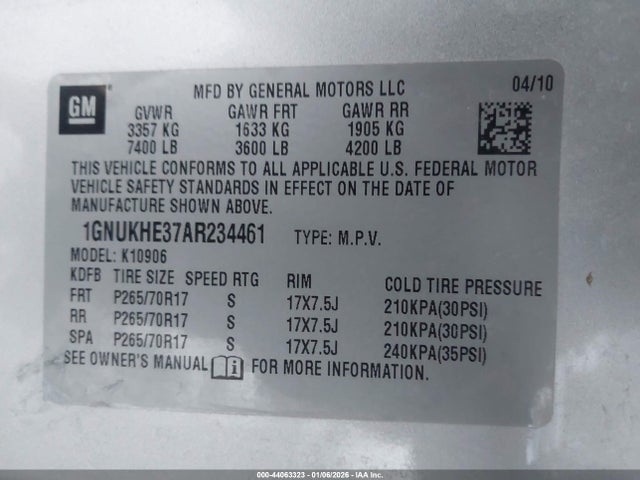 GM
MFD BY GENERAL MOTORS LLC 04/10
GVWR GAWR FRT GAWR RR
3357 KG 1633 KG 1905 KG
7400 LB 3600 LB 4200 LB
THIS VEHICLE CONFORMS TO ALL APPLICABLE U.S. FEDERAL MOTOR
VEHICLE SAFETY STANDARDS IN EFFECT ON THE DATE OF
MANUFACTURE SHOWN ABOVE.
1GNUKHE37AR234461 TYPE: M.P.V.
MODEL: K10906
KDFB TIRE SIZE SPEED RTG RIM COLD TIRE PRESSURE
FRT P265/70R17 S 17X7.5J 210KPA(30PSI)
RR P265/70R17 S 17X7.5J 210KPA(30PSI)
SPA P265/70R17 S 17X7.5J 240KPA(35PSI)
SEE OWNER'S MANUAL i FOR MORE INFORMATION.
000-44063323 - 01/06/2026 - IAA Inc.